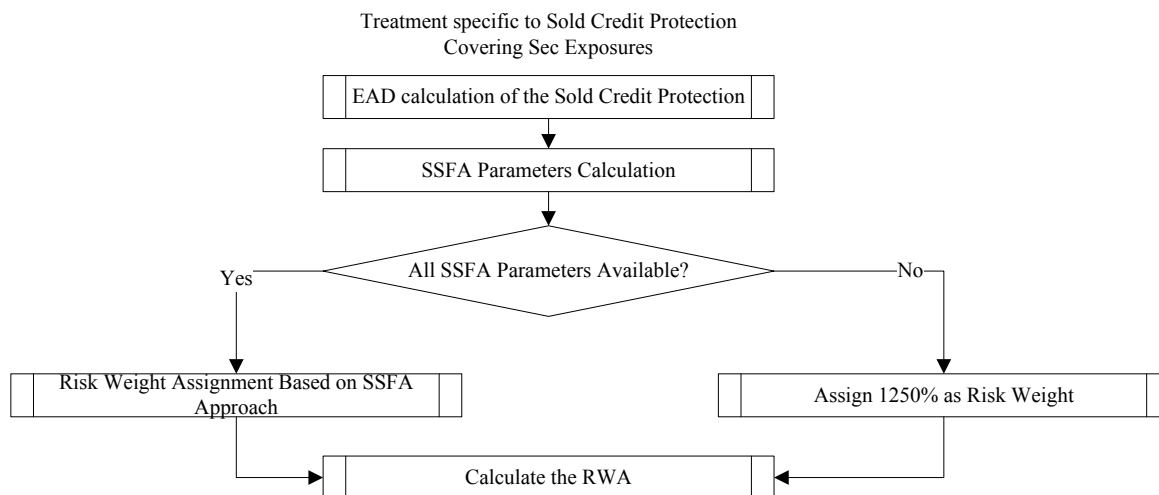 Treatment specific to Sold Credit Protection
Covering Sec Exposures
EAD calculation of the Sold Credit Protection
SSFA Parameters Calculation
All SSFA Parameters Available?
Yes
No
Risk Weight Assignment Based on SSFA
Approach
Assign 1250% as Risk Weight
Calculate the RWA